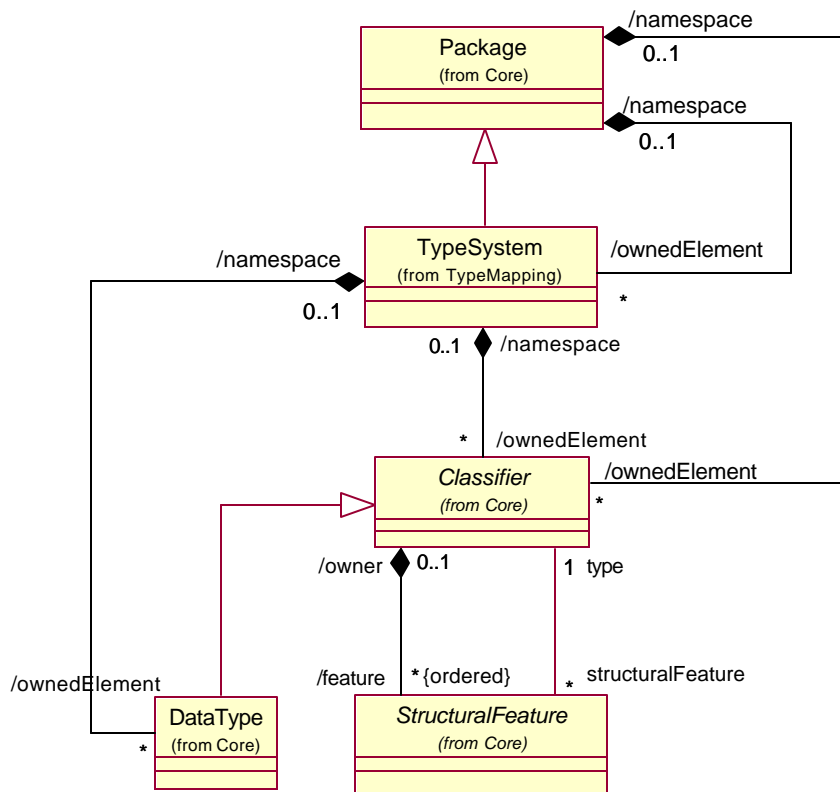 /namespace
Package
(from Core)
0..1
/namespace
0..1
TypeSystem
(from TypeMapping)
/ownedElement
*
/namespace
0..1
0..1
/namespace
*
/ownedElement
Classifier
(from Core)
/ownedElement
*
/owner
0..1
1
type
/feature
*
{ordered}
*
structuralFeature
/ownedElement
*
DataType
(from Core)
StructuralFeature
(from Core)